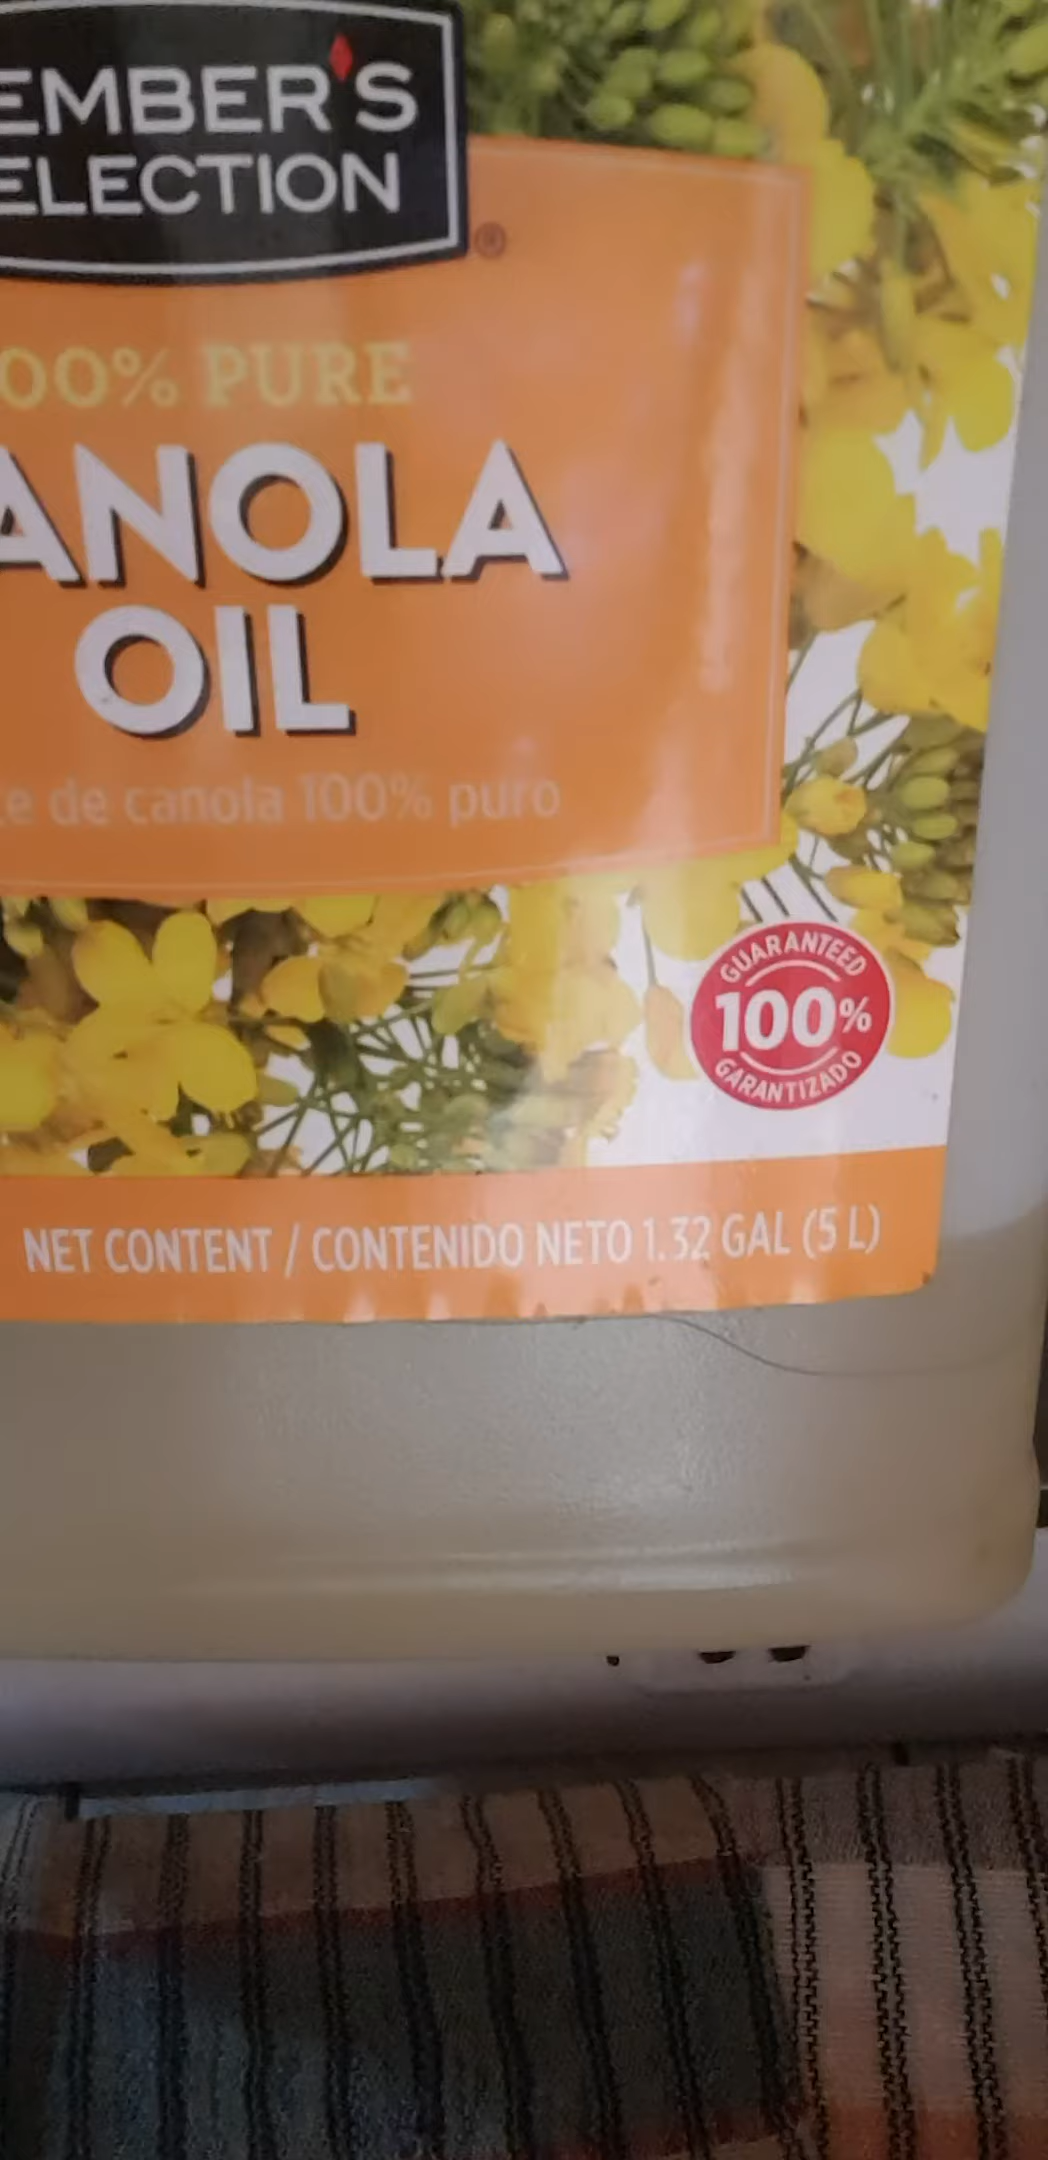 EMBER'S
ELECTION
®
00% PURE
ANOLA
OIL
te de canola 100% puro
GUARANTEED
100%
GARANTIZADO
NET CONTENT / CONTENIDO NETO 1.32 GAL (5 L)